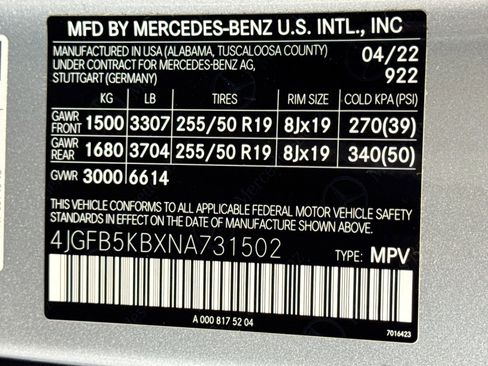 MFD BY MERCEDES-BENZ U.S. INTL., INC
MANUFACTURED IN USA (ALABAMA, TUSCALOOSA COUNTY) 04/22
UNDER CONTRACT FOR MERCEDES-BENZ AG, 922
STUTTGART (GERMANY)
KG LB TIRES RIM SIZE COLD KPA (PSI)
GAWR FRONT 1500 3307 255/50 R19 8Jx19 270(39)
GAWR REAR 1680 3704 255/50 R19 8Jx19 340(50)
GVWR 3000 6614
THIS VEHICLE CONFORMS TO ALL APPLICABLE FEDERAL MOTOR VEHICLE SAFETY
STANDARDS IN EFFECT ON THE DATE OF MANUFACTURE SHOWN ABOVE.
4JGFB5KBXNA731502 TYPE: MPV
A 000 817 52 04 7016423